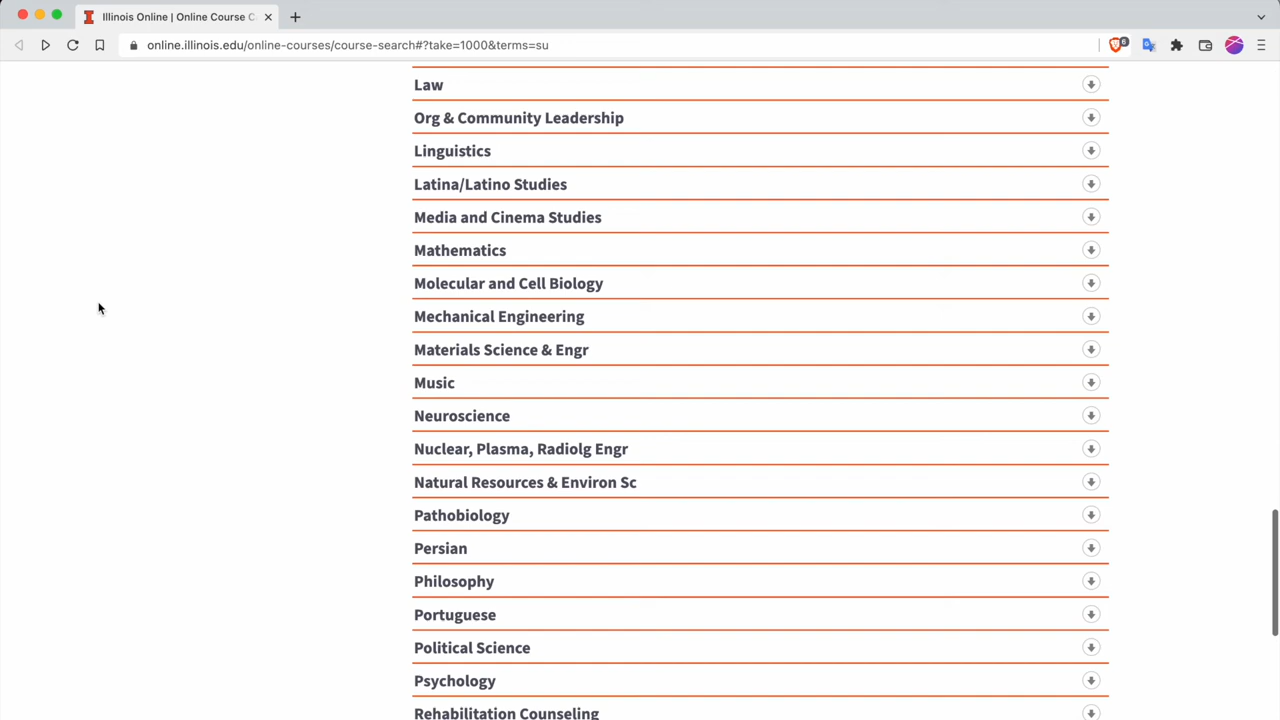 Illinois Online | Online Course C
online.illinois.edu/online-courses/course-search#?take=1000&terms=su
6
Law
Org & Community Leadership
Linguistics
Latina/Latino Studies
Media and Cinema Studies
Mathematics
Molecular and Cell Biology
Mechanical Engineering
Materials Science & Engr
Music
Neuroscience
Nuclear, Plasma, Radiolg Engr
Natural Resources & Environ Sc
Pathobiology
Persian
Philosophy
Portuguese
Political Science
Psychology
Rehabilitation Counseling